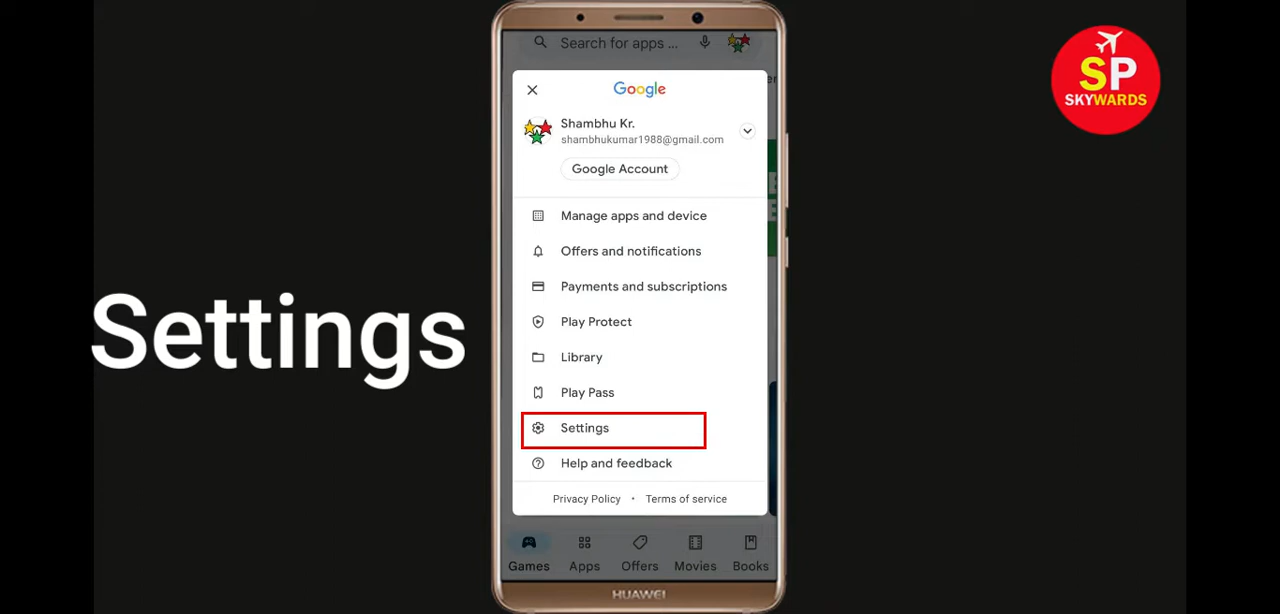 Search for apps ...
SP
SKYWARDS
Google
Shambhu Kr.
shambhukumar1988@gmail.com
Google Account
Manage apps and device
Offers and notifications
Payments and subscriptions
Play Protect
Library
Play Pass
Settings
Settings
Help and feedback
Privacy Policy • Terms of service
Games Apps Offers Movies Books
HUAWEI